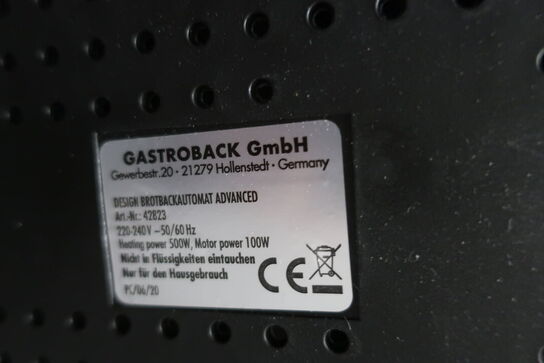 GASTROBACK GmbH
Gewerbestr.20 · 21279 Hollenstedt · Germany
DESIGN BROTBACKAUTOMAT ADVANCED
Art.-Nr.: 42823
220-240V ~50/60 Hz
Heating power 500W, Motor power 100W
Nicht in Flüssigkeiten eintauchen
Nur für den Hausgebrauch
PC/06/20
CE